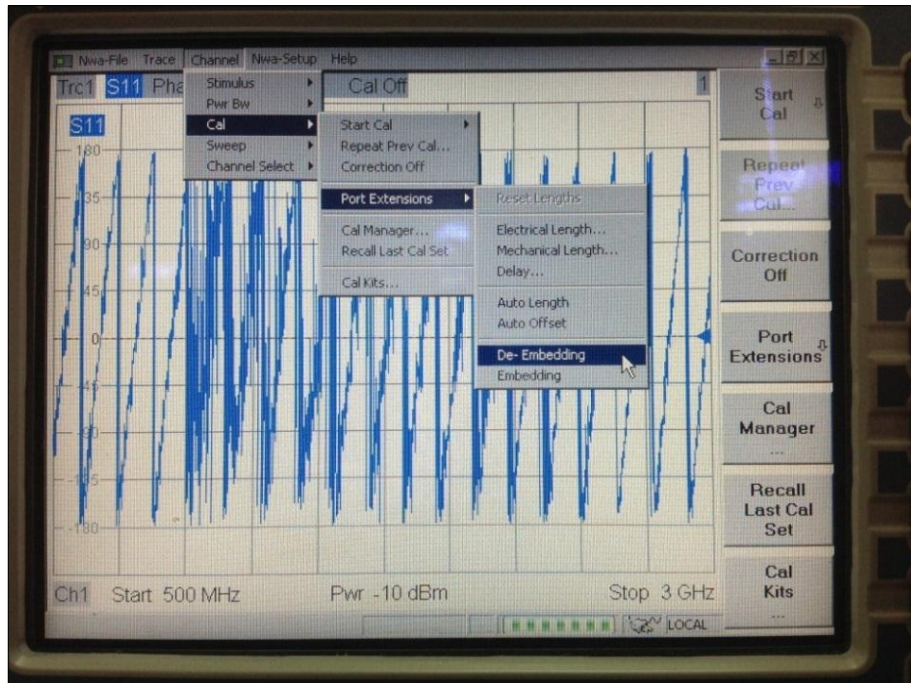 Nwa-File Trace Channel Nwa-Setup Help
Trc1 S11 Pha Cal Off 1
S11
Stimulus
Pwr Bw
Cal
Sweep
Channel Select
Start Cal
Repeat Prev Cal...
Correction Off
Port Extensions
Cal Manager...
Recall Last Cal Set
Cal Kits...
Reset Lengths
Electrical Length...
Mechanical Length...
Delay...
Auto Length
Auto Offset
De- Embedding
Embedding
180
35
90
45
0
-45
-90
-180
Ch1 Start 500 MHz Pwr -10 dBm Stop 3 GHz
LOCAL
Start
Cal
Repeat
Prev
Cal...
Correction
Off
Port
Extensions
Cal
Manager
...
Recall
Last Cal
Set
Cal
Kits
...